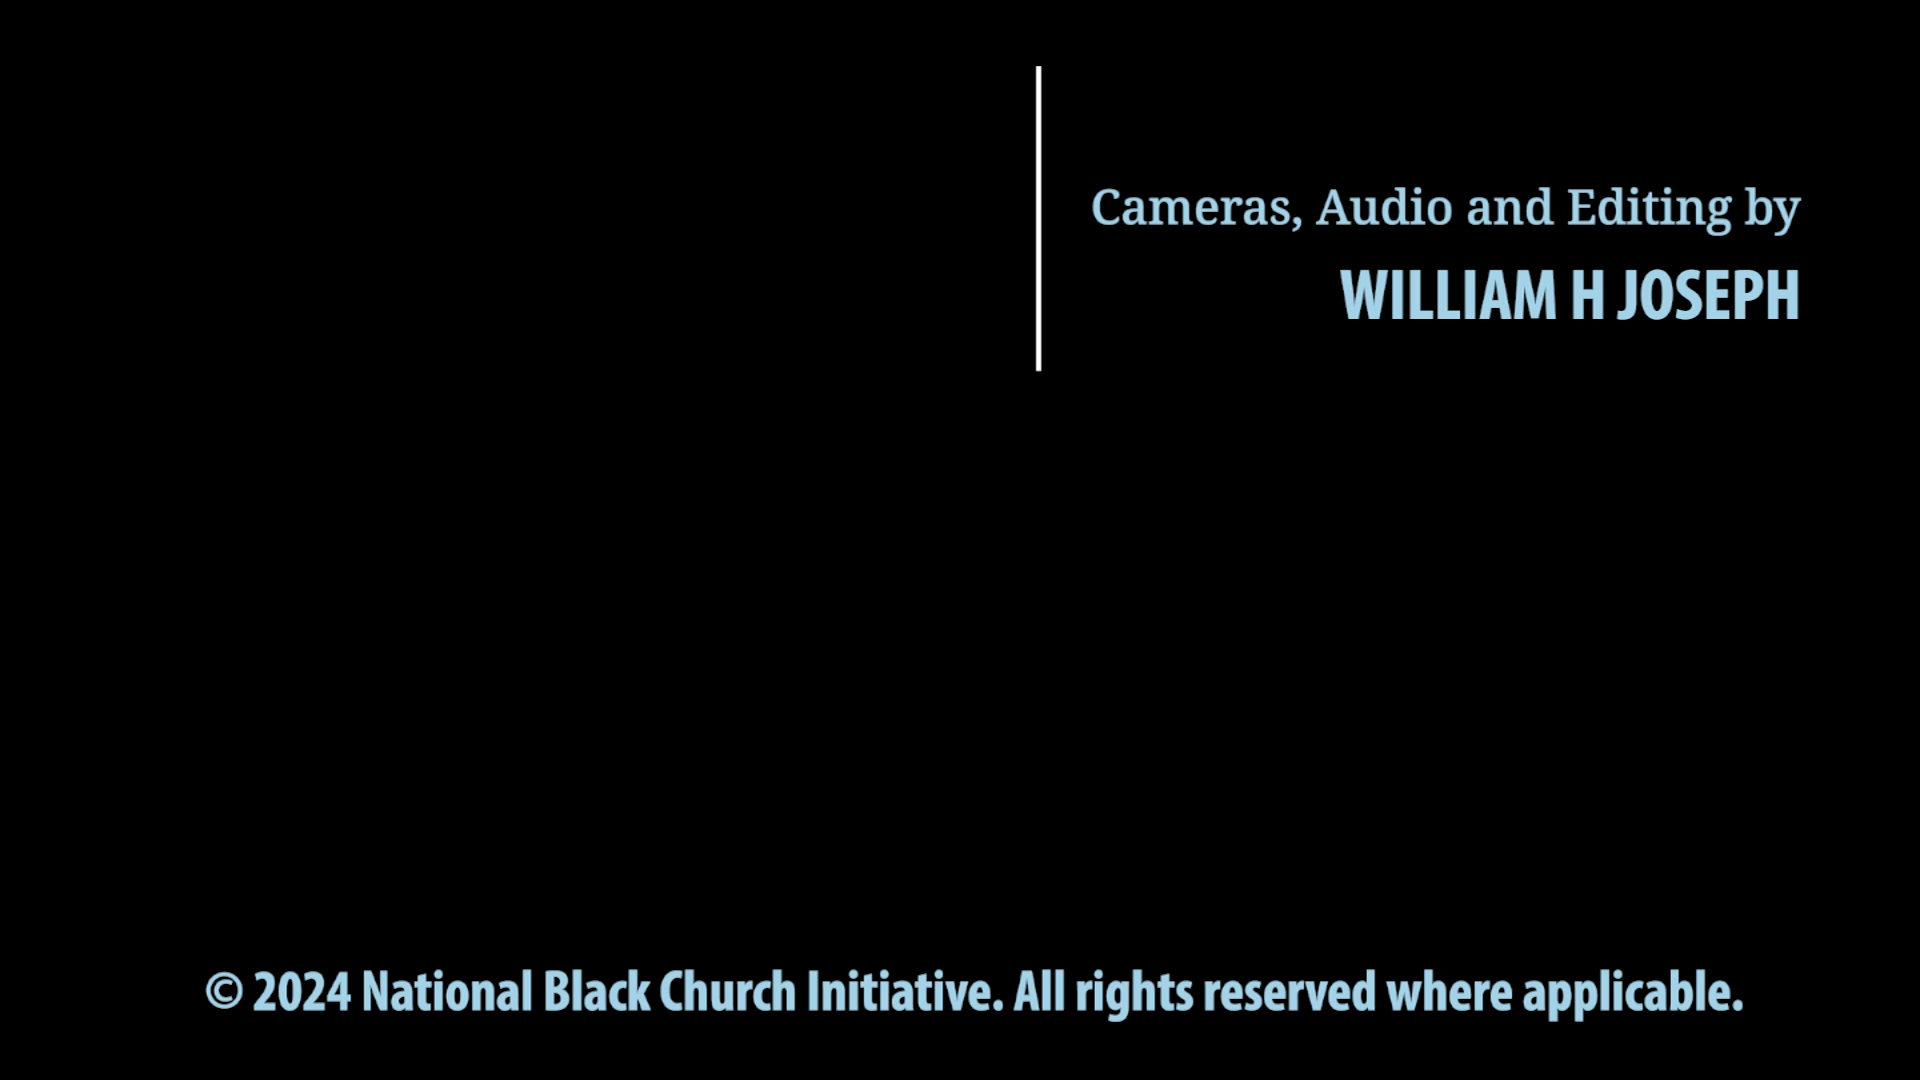 Cameras, Audio and Editing by
WILLIAM H JOSEPH
© 2024 National Black Church Initiative. All rights reserved where applicable.